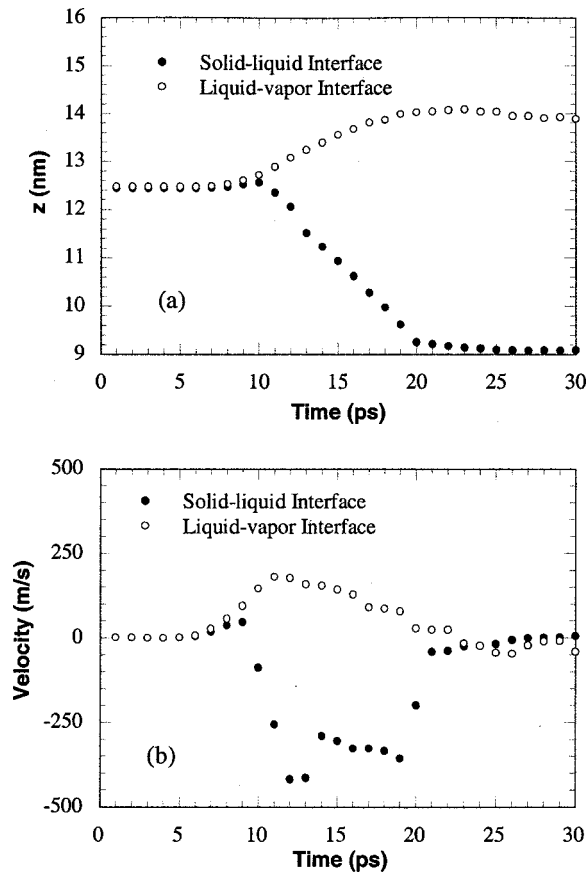 16
15
14
13
12
11
10
9
z (nm)
Solid-liquid Interface
Liquid-vapor Interface
(a)
0 5 10 15 20 25 30
Time (ps)
500
250
0
-250
-500
Velocity (m/s)
Solid-liquid Interface
Liquid-vapor Interface
(b)
0 5 10 15 20 25 30
Time (ps)